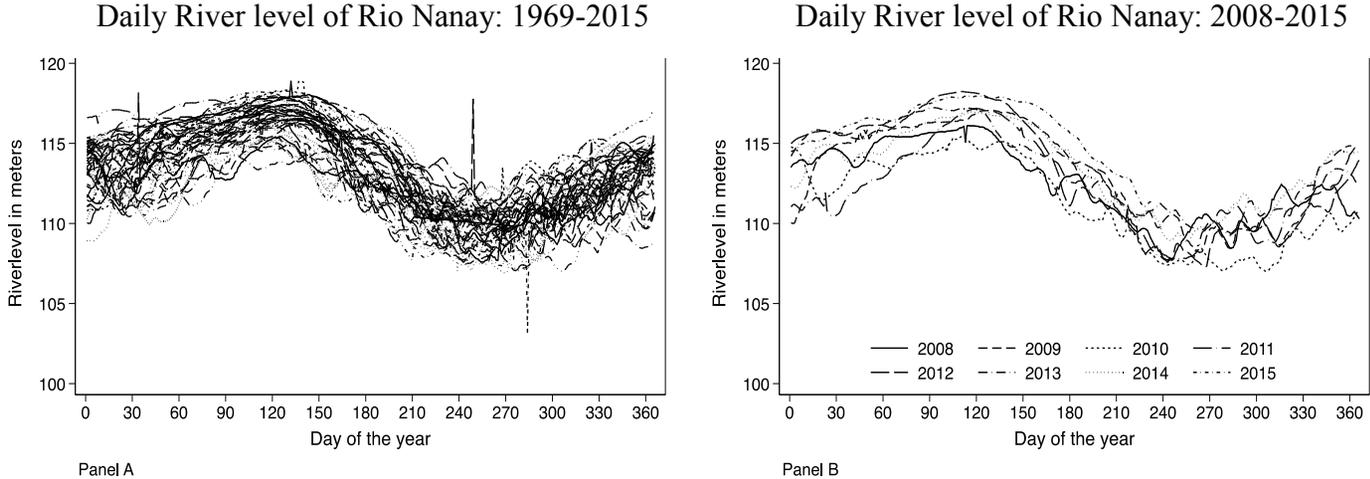 Daily River level of Rio Nanay: 1969-2015
120
115
110
105
100
Riverlevel in meters
0 30 60 90 120 150 180 210 240 270 300 330 360
Day of the year
Panel A
Daily River level of Rio Nanay: 2008-2015
120
115
110
105
100
Riverlevel in meters
2008 2009 2010 2011
2012 2013 2014 2015
0 30 60 90 120 150 180 210 240 270 300 330 360
Day of the year
Panel B